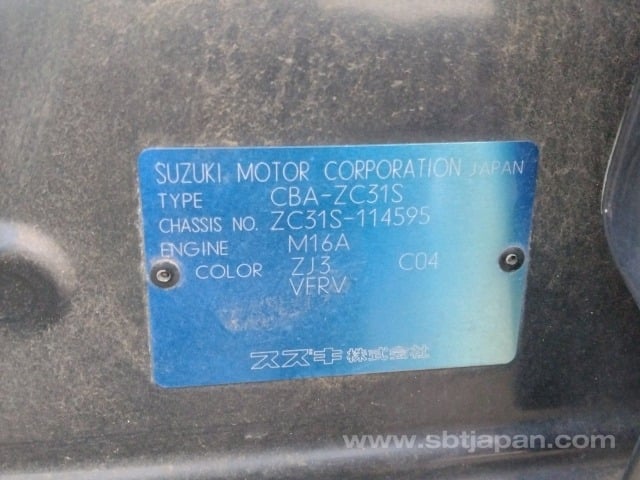 SUZUKI MOTOR CORPORATION JAPAN
TYPE CBA-ZC31S
CHASSIS NO. ZC31S-114595
ENGINE M16A
COLOR ZJ3 C04
VFRV
スズキ株式会社
www.sbtjapan.com